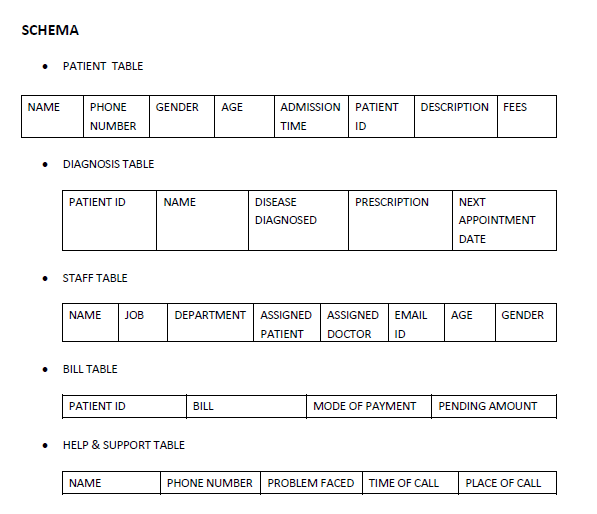 SCHEMA
• PATIENT TABLE
NAME PHONE GENDER AGE ADMISSION PATIENT DESCRIPTION FEES
NUMBER TIME ID
• DIAGNOSIS TABLE
PATIENT ID NAME DISEASE PRESCRIPTION NEXT
DIAGNOSED APPOINTMENT
DATE
• STAFF TABLE
NAME JOB DEPARTMENT ASSIGNED ASSIGNED EMAIL AGE GENDER
PATIENT DOCTOR ID
• BILL TABLE
PATIENT ID BILL MODE OF PAYMENT PENDING AMOUNT
• HELP & SUPPORT TABLE
NAME PHONE NUMBER PROBLEM FACED TIME OF CALL PLACE OF CALL